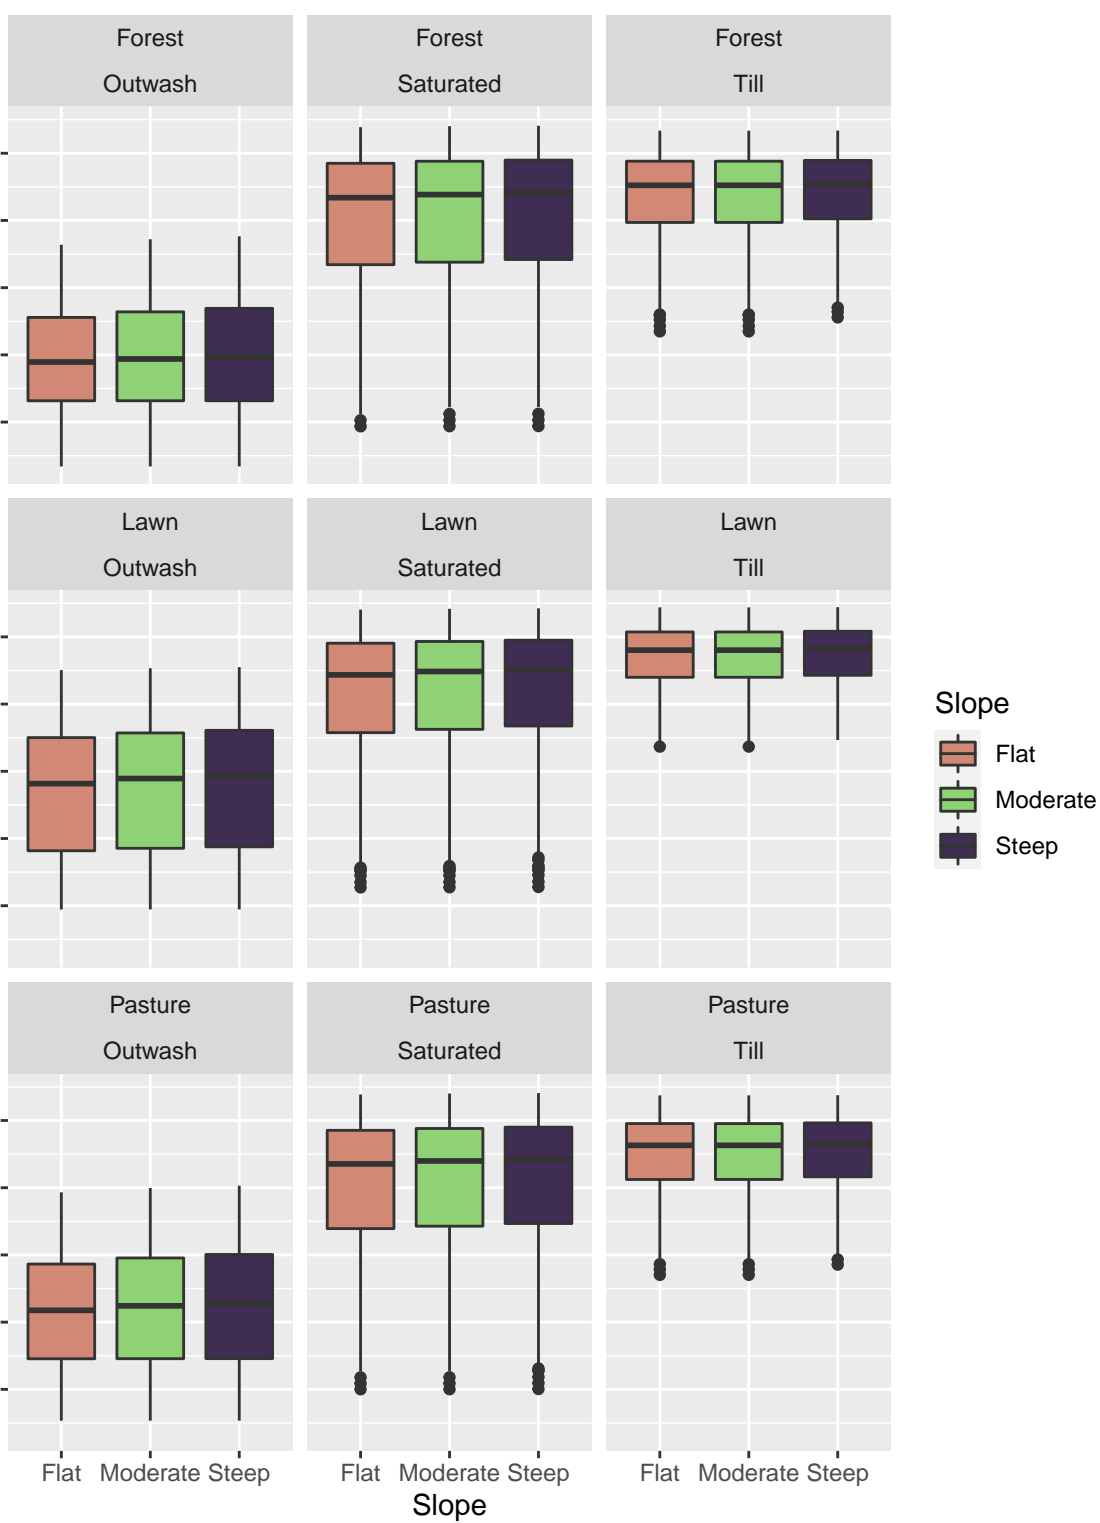 Forest
Outwash
Forest
Saturated
Forest
Till
Lawn
Outwash
Lawn
Saturated
Lawn
Till
Pasture
Outwash
Pasture
Saturated
Pasture
Till
Flat Moderate Steep
Flat Moderate Steep
Flat Moderate Steep
Slope
Slope
Flat
Moderate
Steep